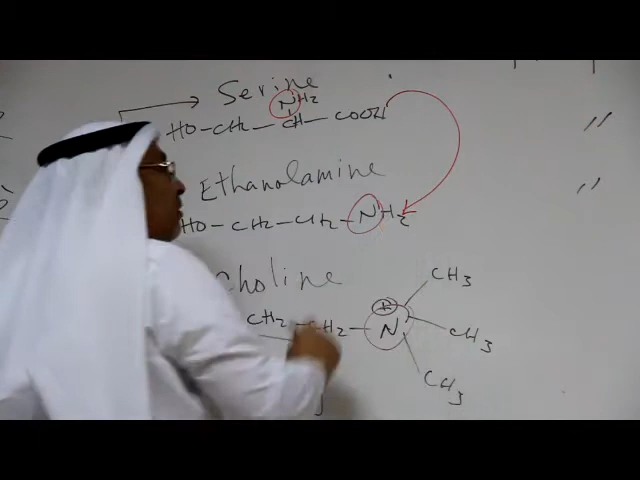 Serine
NH2
HO-CH2-CH-COOH
Ethanolamine
HO-CH2-CH2-NH2
Choline
CH3
+
CH2-CH2-N
CH3
CH3